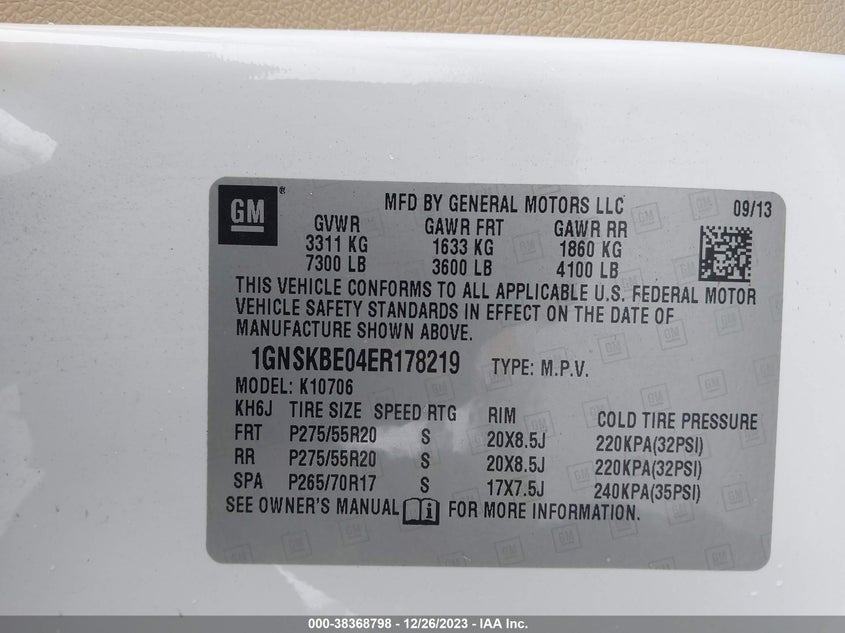 GM®
MFD BY GENERAL MOTORS LLC 09/13
GVWR GAWR FRT GAWR RR
3311 KG 1633 KG 1860 KG
7300 LB 3600 LB 4100 LB
THIS VEHICLE CONFORMS TO ALL APPLICABLE U.S. FEDERAL MOTOR
VEHICLE SAFETY STANDARDS IN EFFECT ON THE DATE OF
MANUFACTURE SHOWN ABOVE.
1GNSKBE04ER178219 TYPE: M.P.V.
MODEL: K10706
KH6J TIRE SIZE SPEED RTG RIM COLD TIRE PRESSURE
FRT P275/55R20 S 20X8.5J 220KPA(32PSI)
RR P275/55R20 S 20X8.5J 220KPA(32PSI)
SPA P265/70R17 S 17X7.5J 240KPA(35PSI)
SEE OWNER'S MANUAL FOR MORE INFORMATION.
000-38368798 - 12/26/2023 - IAA Inc.